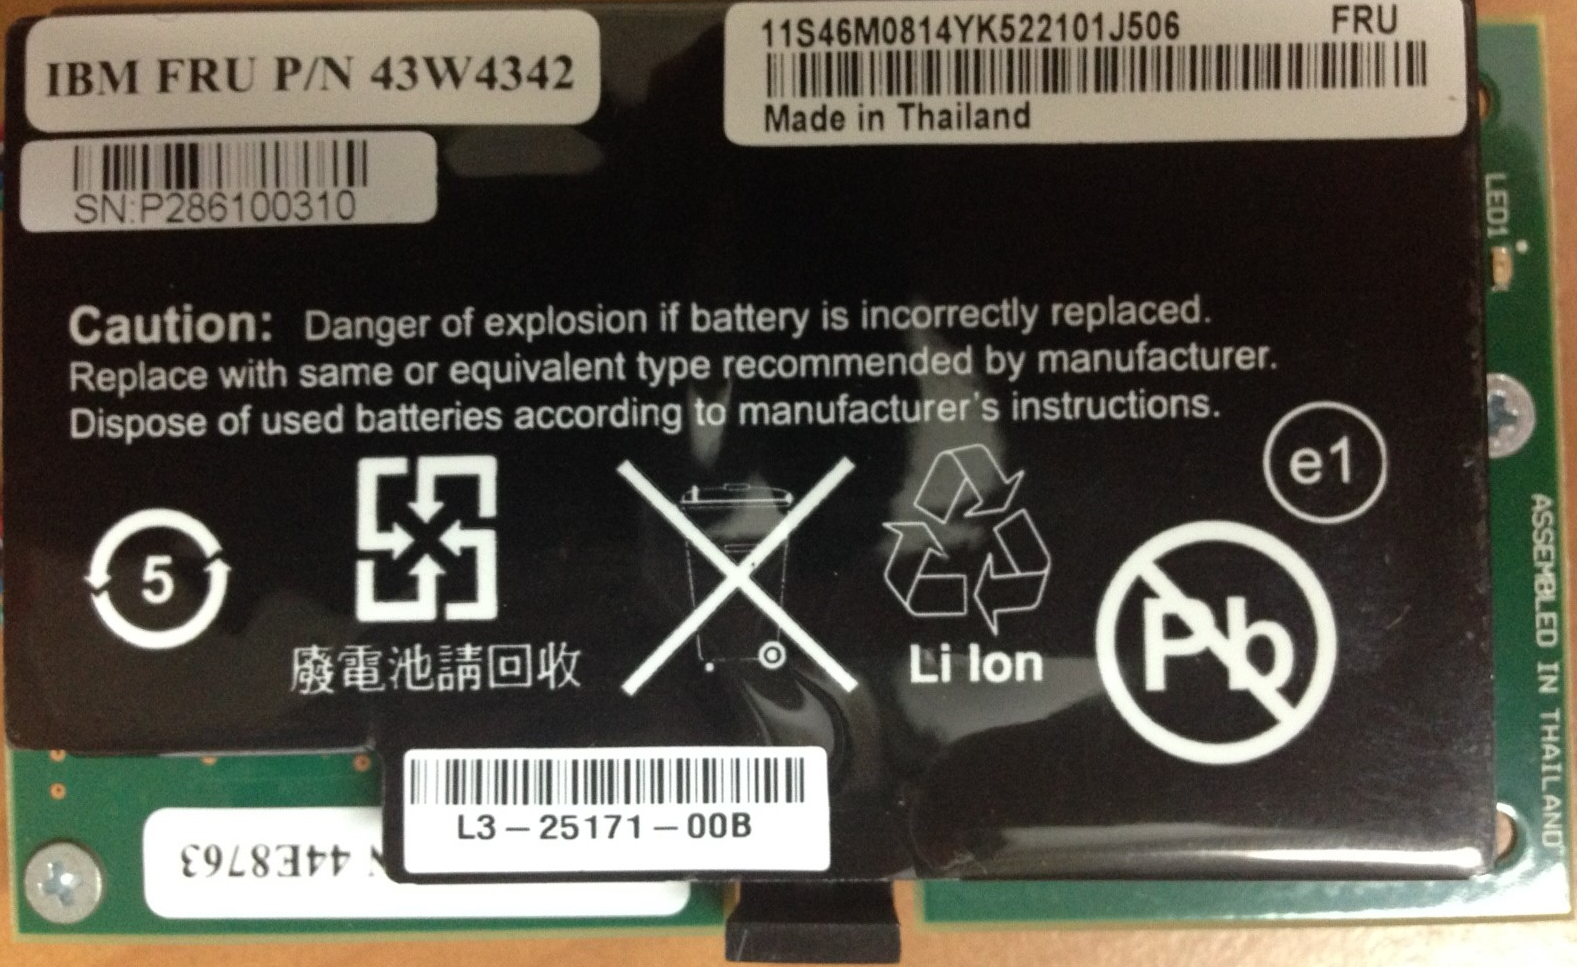 IBM FRU P/N 43W4342
11S46M0814YK522101J506 FRU
Made in Thailand
SN:P286100310
LED1
Caution: Danger of explosion if battery is incorrectly replaced.
Replace with same or equivalent type recommended by manufacturer.
Dispose of used batteries according to manufacturer's instructions.
e1
5
廢電池請回收
Li Ion
Pb
ASSEMBLED IN THAILAND
L3-25171-00B
N 44E8763